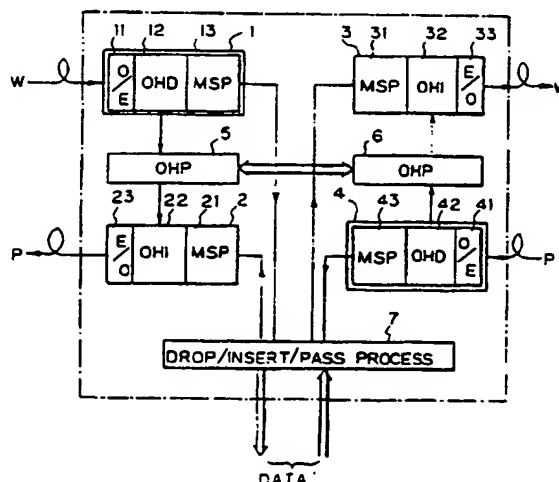 11 12 13 1
3 31 32 33
W
O/E OHD MSP
MSP OHI E/O
5
6
OHP
OHP
23 22 21 2
4 43 42 41
P
E/O OHI MSP
MSP OHD O/E
P
7
DROP/INSERT/PASS PROCESS
DATA